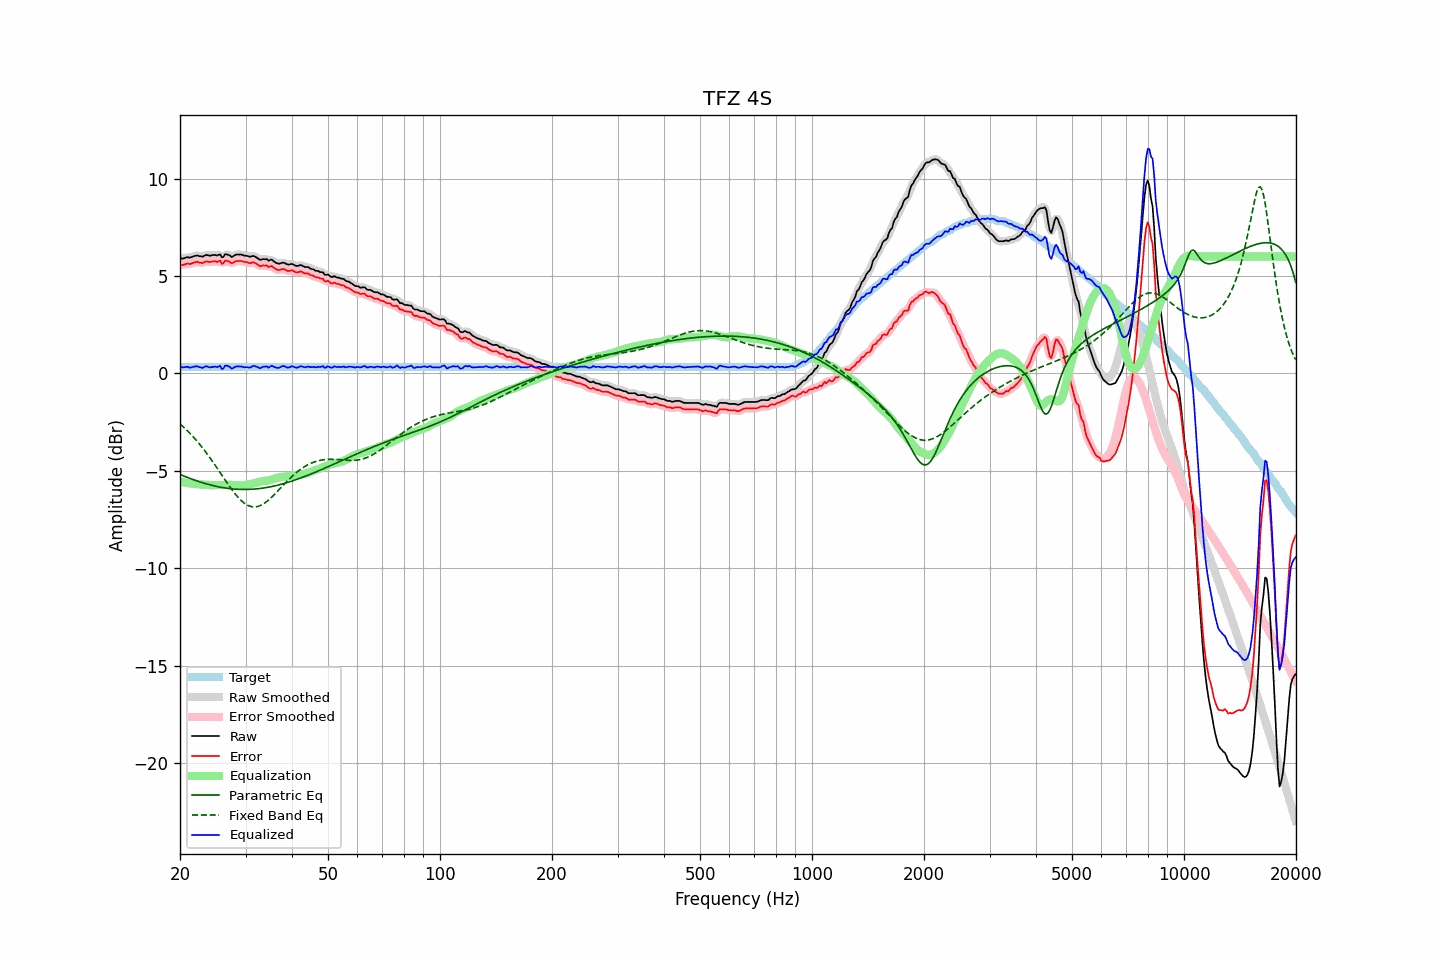 TFZ 4S
Amplitude (dBr)
10
5
0
−5
−10
−15
−20
Target
Raw Smoothed
Error Smoothed
Raw
Error
Equalization
Parametric Eq
Fixed Band Eq
Equalized
20 50 100 200 500 1000 2000 5000 10000 20000
Frequency (Hz)